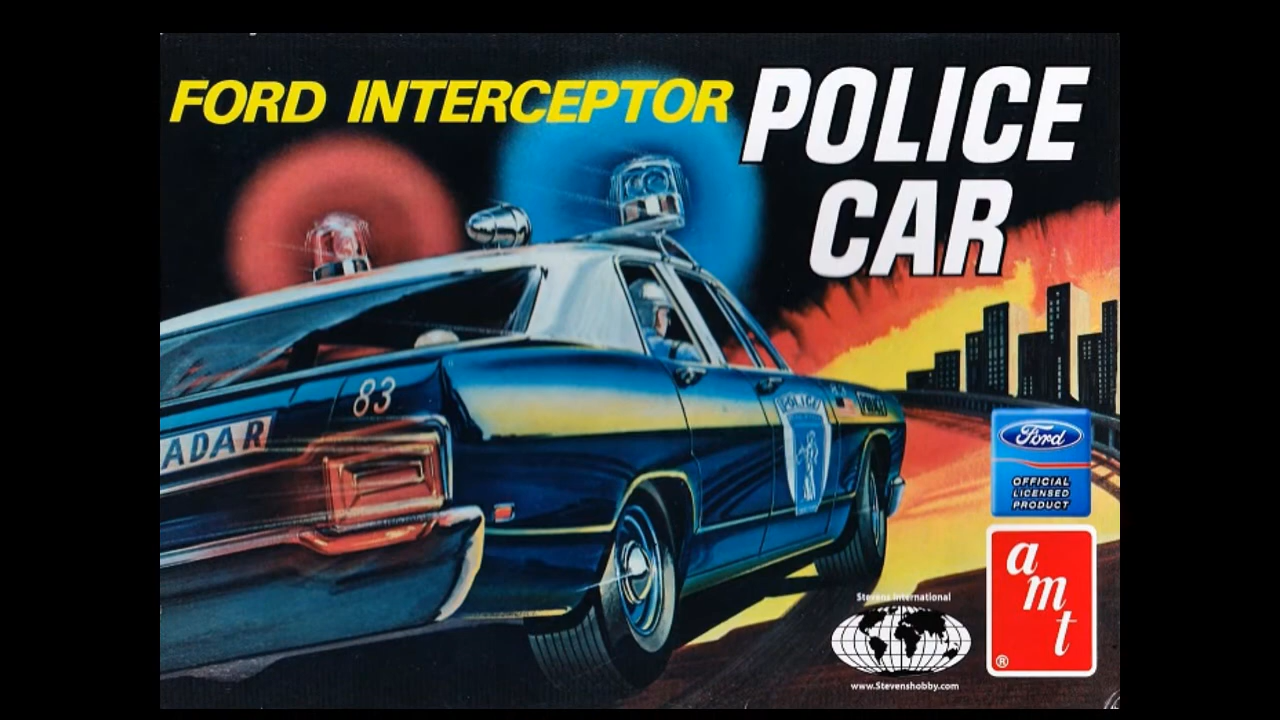 FORD INTERCEPTOR
POLICE
CAR
83
ADAR
POLICE
Ford
OFFICIAL
LICENSED
PRODUCT
amt
®
Stevens International
www.Stevenshobby.com